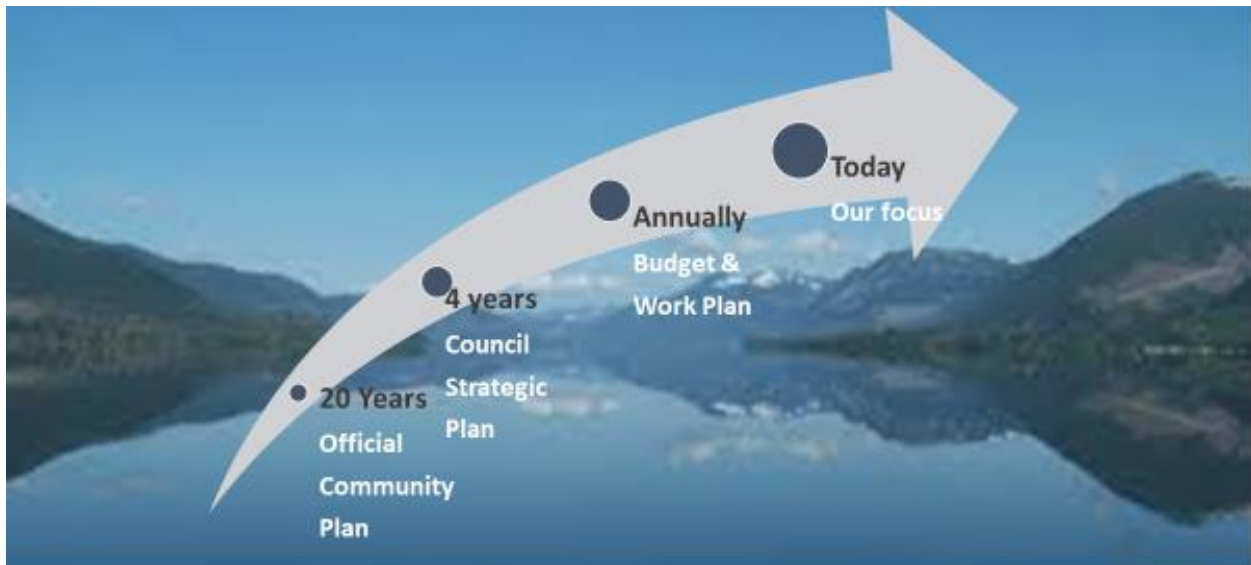 Today
Our focus
Annually
Budget &
Work Plan
4 years
Council
Strategic
Plan
20 Years
Official
Community
Plan